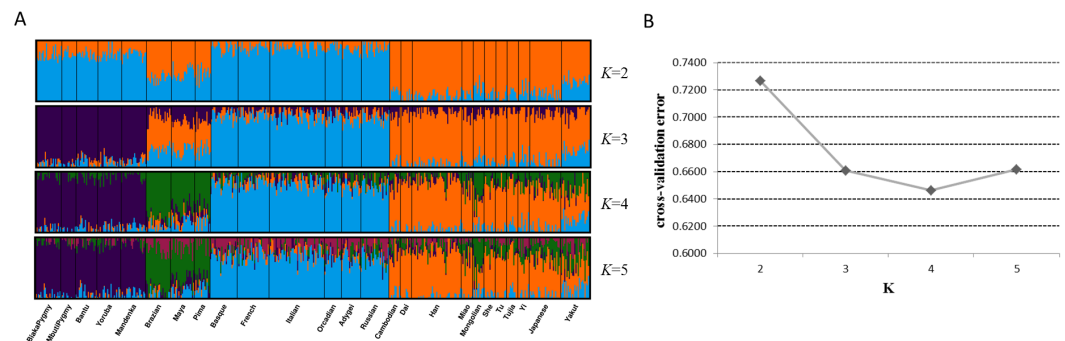 A
K=2
K=3
K=4
K=5
BiakaPygmy
MbutiPygmy
Bantu
Yoruba
Mandenka
Brazilian
Maya
Pima
Basque
French
Italian
Orcadian
Adygei
Russian
Cambodian
Dai
Han
Miao
Mongolian
She
Tu
Tujia
Yi
Japanese
Yakut
B
cross-validation error
0.7400
0.7200
0.7000
0.6800
0.6600
0.6400
0.6200
0.6000
2 3 4 5
K